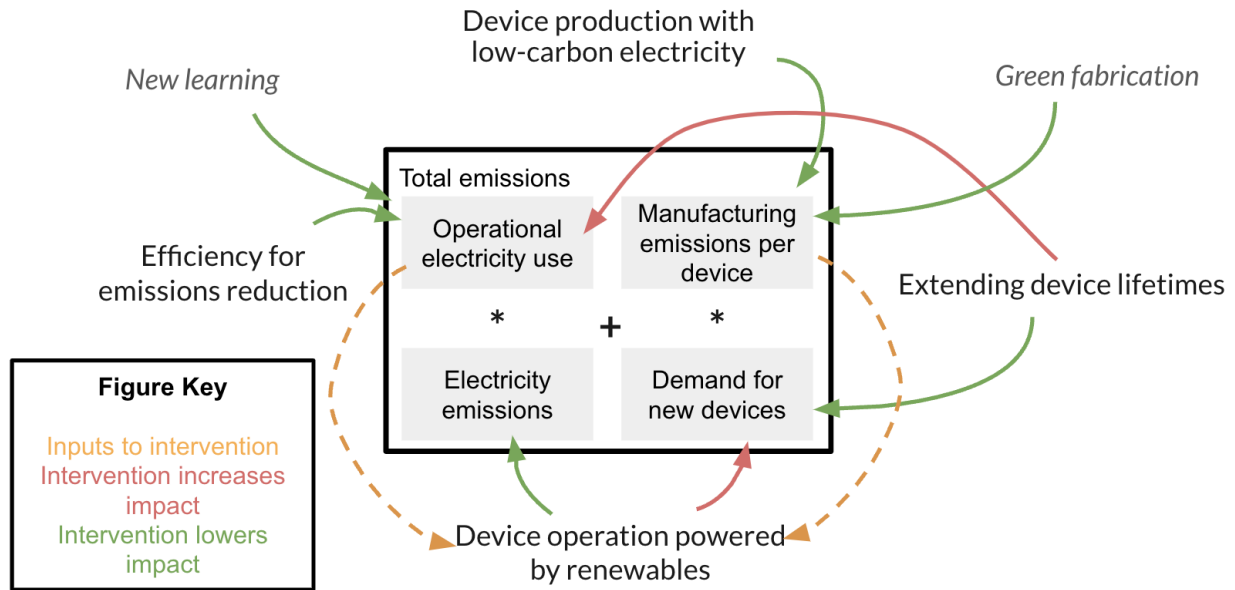 Device production with
low-carbon electricity
New learning
Green fabrication
Total emissions
Operational
electricity use
Manufacturing
emissions per
device
Efficiency for
emissions reduction
Extending device lifetimes
* + *
Electricity
emissions
Demand for
new devices
Figure Key
Inputs to intervention
Intervention increases
impact
Intervention lowers
impact
Device operation powered
by renewables